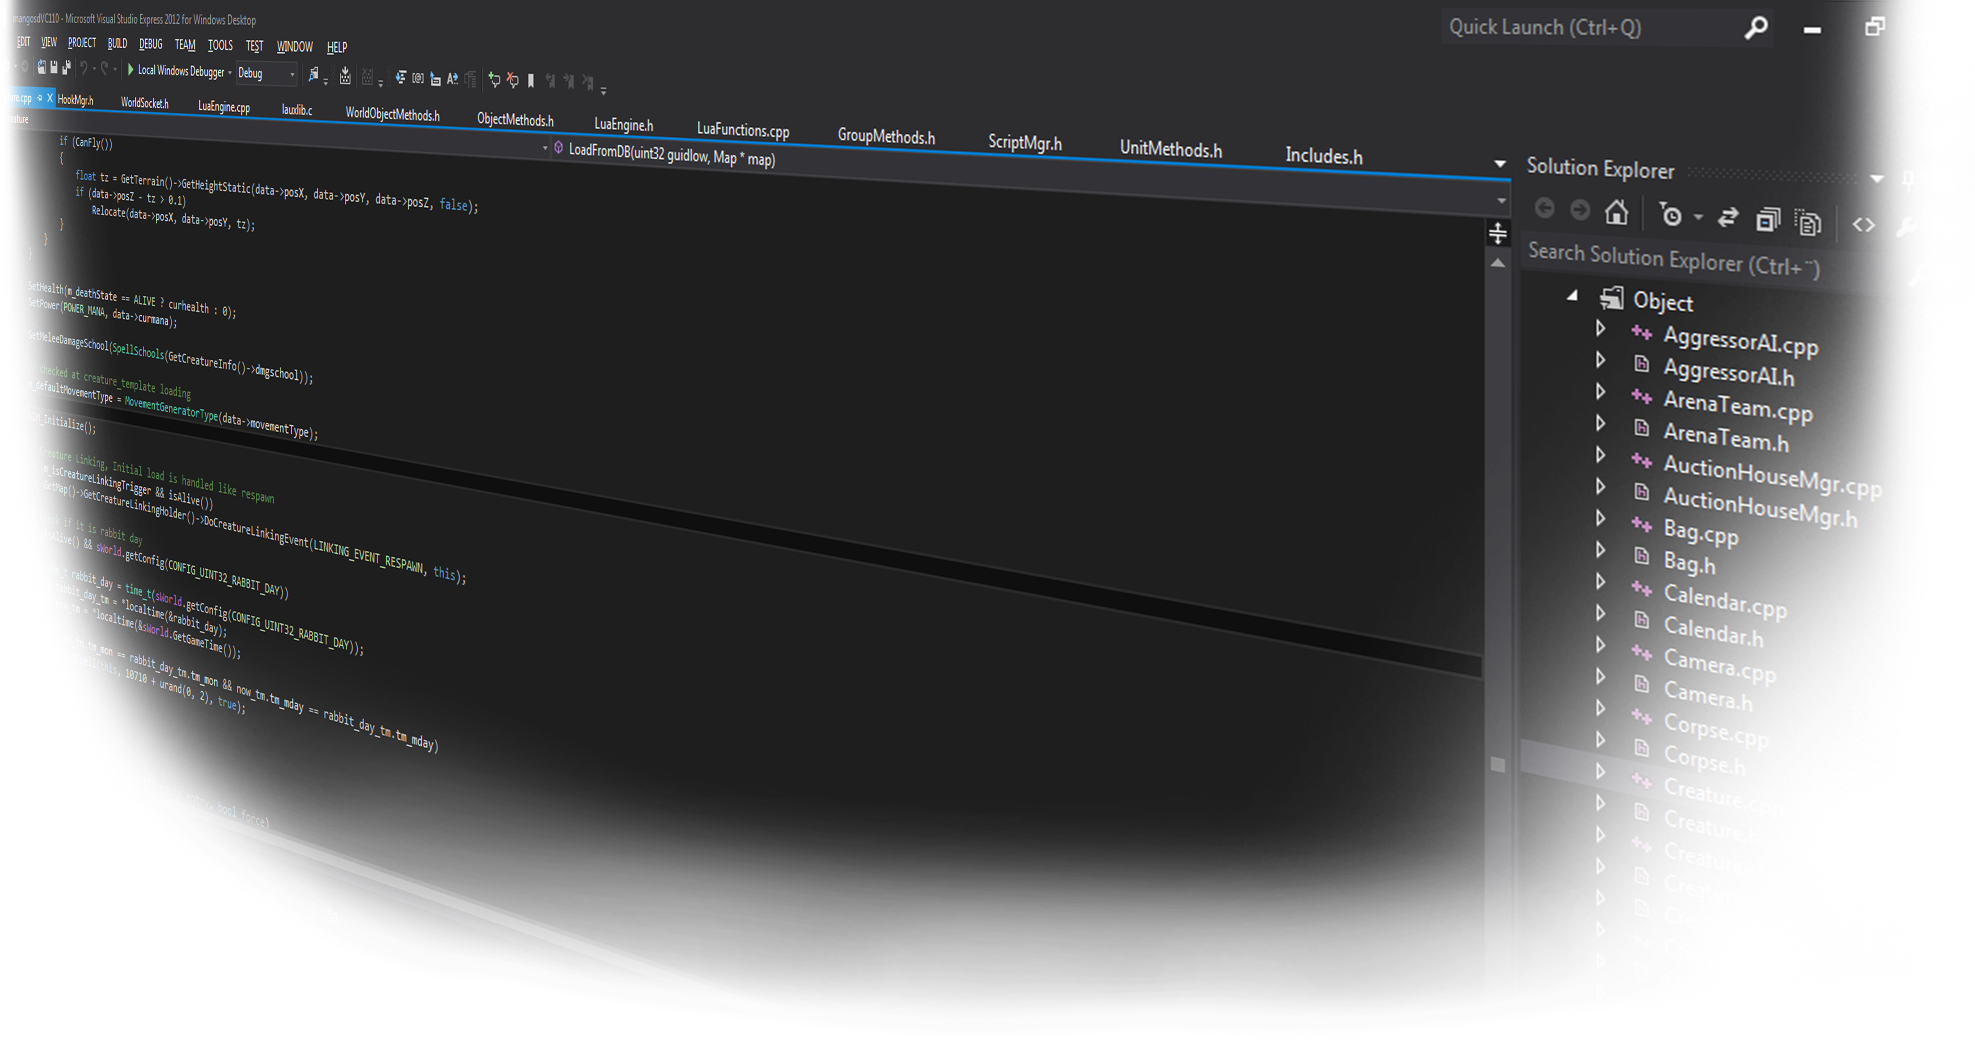 mangosdVC110 - Microsoft Visual Studio Express 2012 for Windows Desktop
Quick Launch (Ctrl+Q)
EDIT VIEW PROJECT BUILD DEBUG TEAM TOOLS TEST WINDOW HELP
Local Windows Debugger Debug
HookMgr.h WorldSocket.h LuaEngine.cpp lauxlib.c WorldObjectMethods.h ObjectMethods.h LuaEngine.h LuaFunctions.cpp GroupMethods.h ScriptMgr.h UnitMethods.h Includes.h
LoadFromDB(uint32 guidlow, Map * map)
if (CanFly())
{
float tz = GetTerrain()->GetHeightStatic(data->posX, data->posY, data->posZ, false);
if (data->posZ - tz > 0.1)
Relocate(data->posX, data->posY, tz);
}
}
}
SetHealth(m_deathState == ALIVE ? curhealth : 0);
SetPower(POWER_MANA, data->curmana);
SetMeleeDamageSchool(SpellSchools(GetCreatureInfo()->dmgschool));
checked at creature_template loading
m_defaultMovementType = MovementGeneratorType(data->movementType);
_Initialize();
Creature Linking, Initial load is handled like respawn
m_isCreatureLinkingTrigger && isAlive())
GetMap()->GetCreatureLinkingHolder()->DoCreatureLinkingEvent(LINKING_EVENT_RESPAWN, this);
if it is rabbit day
isAlive() && sWorld.getConfig(CONFIG_UINT32_RABBIT_DAY))
rabbit_day = time_t(sWorld.getConfig(CONFIG_UINT32_RABBIT_DAY));
rabbit_day_tm = *localtime(&rabbit_day);
= *localtime(&sWorld.GetGameTime());
tm_mon == rabbit_day_tm.tm_mon && now_tm.tm_mday == rabbit_day_tm.tm_mday)
(this, 10710 + urand(0, 2), true);
bool force)
Solution Explorer
Search Solution Explorer (Ctrl+¨)
Object
AggressorAI.cpp
AggressorAI.h
ArenaTeam.cpp
ArenaTeam.h
AuctionHouseMgr.cpp
AuctionHouseMgr.h
Bag.cpp
Bag.h
Calendar.cpp
Calendar.h
Camera.cpp
Camera.h
Corpse.cpp
Corpse.h
Creature.cpp
Creature.h